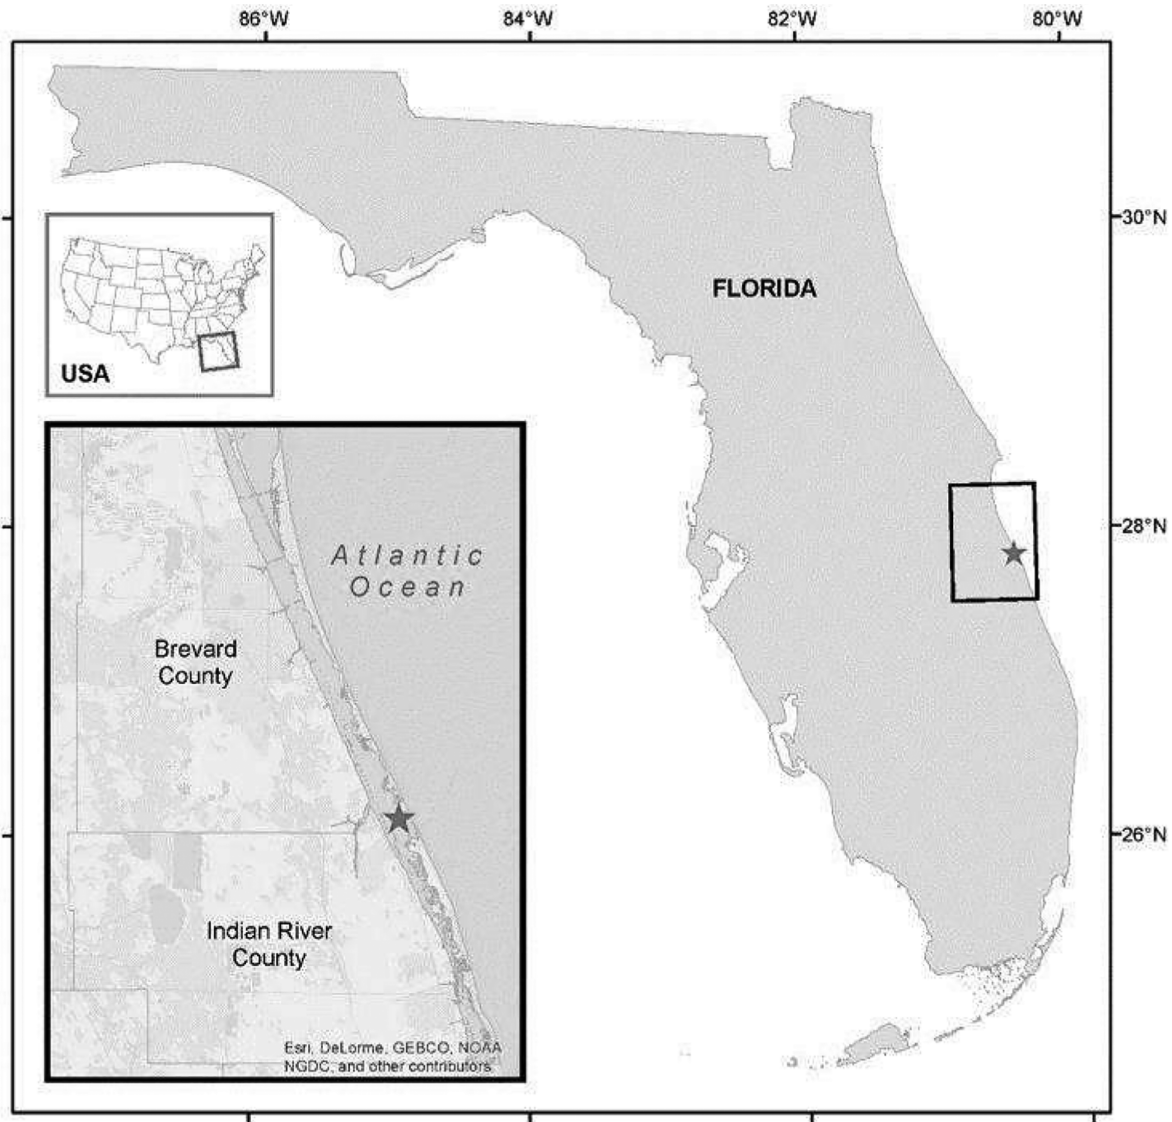 86°W
84°W
82°W
80°W
30°N
FLORIDA
USA
Atlantic
Ocean
28°N
Brevard
County
26°N
Indian River
County
Esri, DeLorme, GEBCO, NOAA
NGDC, and other contributors